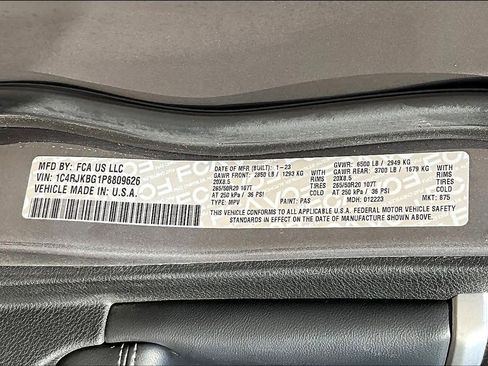 MFD BY: FCA US LLC
VIN: 1C4RJKBG1P8809626
VEHICLE MADE IN: U.S.A.
DATE OF MFR (BUILT): 1-23
GVWR: 6500 LB / 2949 KG
GAWR FRONT: 2850 LB / 1293 KG WITH
20X8.5 RIMS
265/50R20 107T TIRES
AT 250 kPa / 36 PSI
GAWR REAR: 3700 LB / 1679 KG WITH
20X8.5 RIMS
265/50R20 107T TIRES
AT 250 kPa / 36 PSI
THIS VEHICLE CONFORMS TO ALL APPLICABLE U.S.A. FEDERAL MOTOR VEHICLE SAFETY
STANDARDS IN EFFECT ON THE DATE OF MANUFACTURE SHOWN ABOVE.
TYPE: MPV PAINT: PAS MDH: 012223 MKT: 875